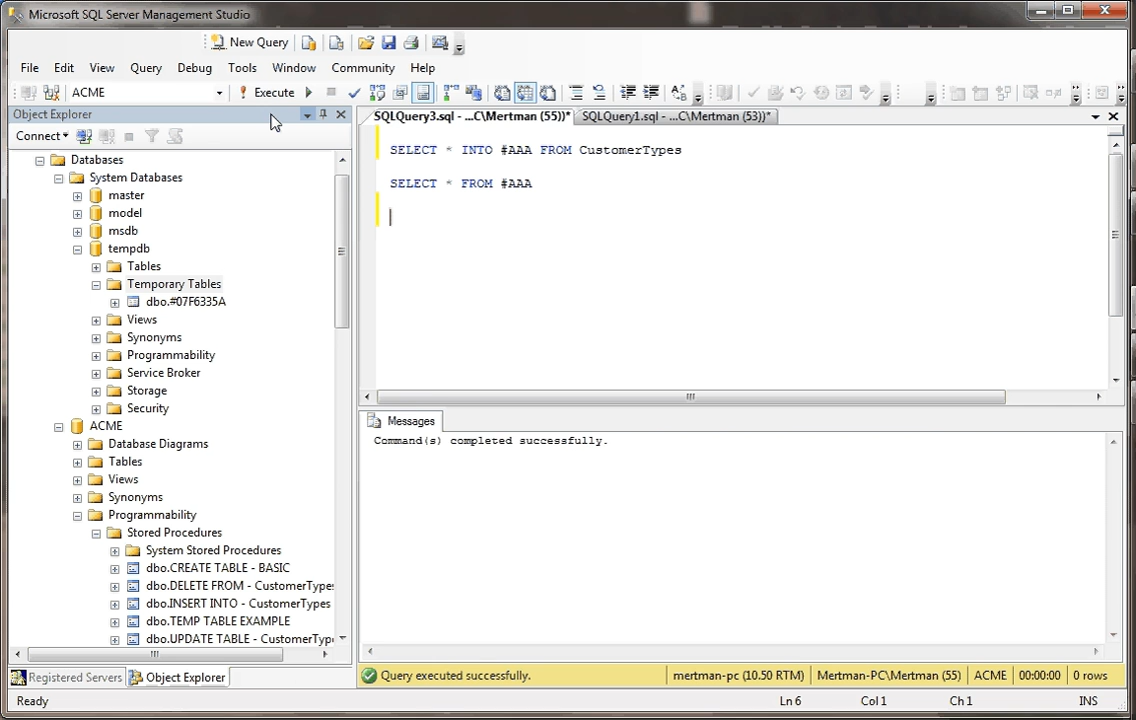 Microsoft SQL Server Management Studio
New Query
File Edit View Query Debug Tools Window Community Help
ACME Execute
Object Explorer
SQLQuery3.sql - ...C\Mertman (55))* SQLQuery1.sql - ...C\Mertman (53))*
Connect
SELECT * INTO #AAA FROM CustomerTypes
SELECT * FROM #AAA
Databases
System Databases
master
model
msdb
tempdb
Tables
Temporary Tables
dbo.#07F6335A
Views
Synonyms
Programmability
Service Broker
Storage
Security
ACME
Database Diagrams
Tables
Views
Synonyms
Programmability
Stored Procedures
System Stored Procedures
dbo.CREATE TABLE - BASIC
dbo.DELETE FROM - CustomerTypes
dbo.INSERT INTO - CustomerTypes
dbo.TEMP TABLE EXAMPLE
dbo.UPDATE TABLE - CustomerTyp
Messages
Command(s) completed successfully.
Registered Servers Object Explorer
Query executed successfully. mertman-pc (10.50 RTM) Mertman-PC\Mertman (55) ACME 00:00:00 0 rows
Ready Ln 6 Col 1 Ch 1 INS